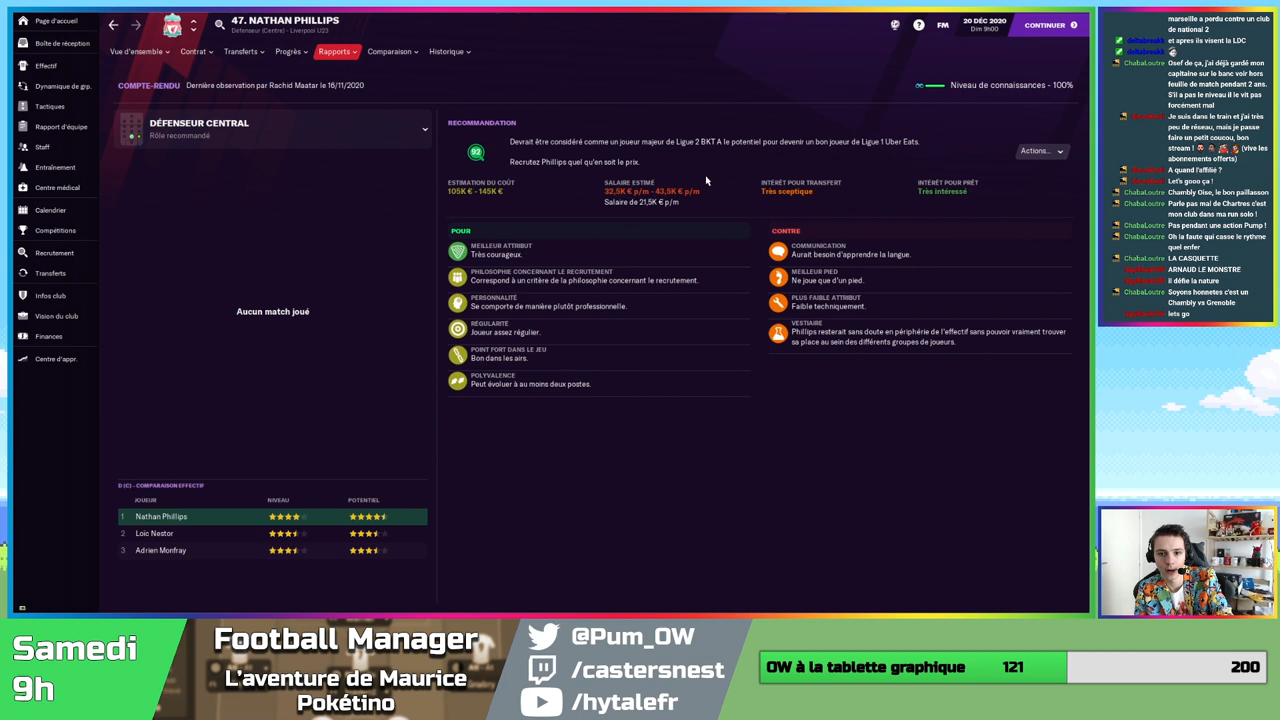 Page d'accueil
Boîte de réception
Effectif
Dynamique de grp.
Tactiques
Rapport d'équipe
Staff
Entraînement
Centre médical
Calendrier
Compétitions
Recrutement
Transferts
Infos club
Vision du club
Finances
Centre d'appr.
47. NATHAN PHILLIPS
Défenseur (Centre) - Liverpool U23
FM
20 DÉC 2020
Dim 9h00
CONTINUER
Vue d'ensemble
Contrat
Transferts
Progrès
Rapports
Comparaison
Historique
COMPTE-RENDU
Dernière observation par Rachid Maatar le 16/11/2020
Niveau de connaissances - 100%
DÉFENSEUR CENTRAL
Rôle recommandé
Aucun match joué
D (C) - COMPARAISON EFFECTIF
JOUEUR NIVEAU POTENTIEL
1 Nathan Phillips
2 Loïc Nestor
3 Adrien Monfray
RECOMMANDATION
92
Devrait être considéré comme un joueur majeur de Ligue 2 BKT A le potentiel pour devenir un bon joueur de Ligue 1 Uber Eats.
Recrutez Phillips quel qu'en soit le prix.
Actions...
ESTIMATION DU COÛT
105K € - 145K €
SALAIRE ESTIMÉ
32,5K € p/m - 43,5K € p/m
Salaire de 21,5K € p/m
INTÉRÊT POUR TRANSFERT
Très sceptique
INTÉRÊT POUR PRÊT
Très intéressé
POUR
MEILLEUR ATTRIBUT
Très courageux.
PHILOSOPHIE CONCERNANT LE RECRUTEMENT
Correspond à un critère de la philosophie concernant le recrutement.
PERSONNALITÉ
Se comporte de manière plutôt professionnelle.
RÉGULARITÉ
Joueur assez régulier.
POINT FORT DANS LE JEU
Bon dans les airs.
POLYVALENCE
Peut évoluer à au moins deux postes.
CONTRE
COMMUNICATION
Aurait besoin d'apprendre la langue.
MEILLEUR PIED
Ne joue que d'un pied.
PLUS FAIBLE ATTRIBUT
Faible techniquement.
VESTIAIRE
Phillips resterait sans doute en périphérie de l'effectif sans pouvoir vraiment trouver
sa place au sein des différents groupes de joueurs.
marseille a perdu contre un club
de national 2
et apres ils visent la LDC
ChabaLoutre Osef de ça, j'ai déjà gardé mon
capitaine sur le banc voir hors
feuille de match pendant 2 ans.
S'il a pas le niveau il le vit pas
forcément mal
Je suis dans le train et j'ai très
peu de réseau, mais je passe
faire un petit coucou, bon
stream ! (vive les
abonnements offerts)
A quand l'affilié ?
Let's gooo ça !
ChabaLoutre Chambly Oise, le bon paillasson
ChabaLoutre Parle pas mal de Chartres c'est
mon club dans ma run solo !
ChabaLoutre Pas pendant une action Pump !
ChabaLoutre Oh la faute qui casse le rythme
quel enfer
ChabaLoutre LA CASQUETTE
ARNAUD LE MONSTRE
Il défie la nature
ChabaLoutre Soyons honnetes c'est un
Chambly vs Grenoble
lets go
Samedi
9h
Football Manager
L'aventure de Maurice
Pokétino
@Pum_OW
/castersnest
/hytalefr
OW à la tablette graphique 121 200